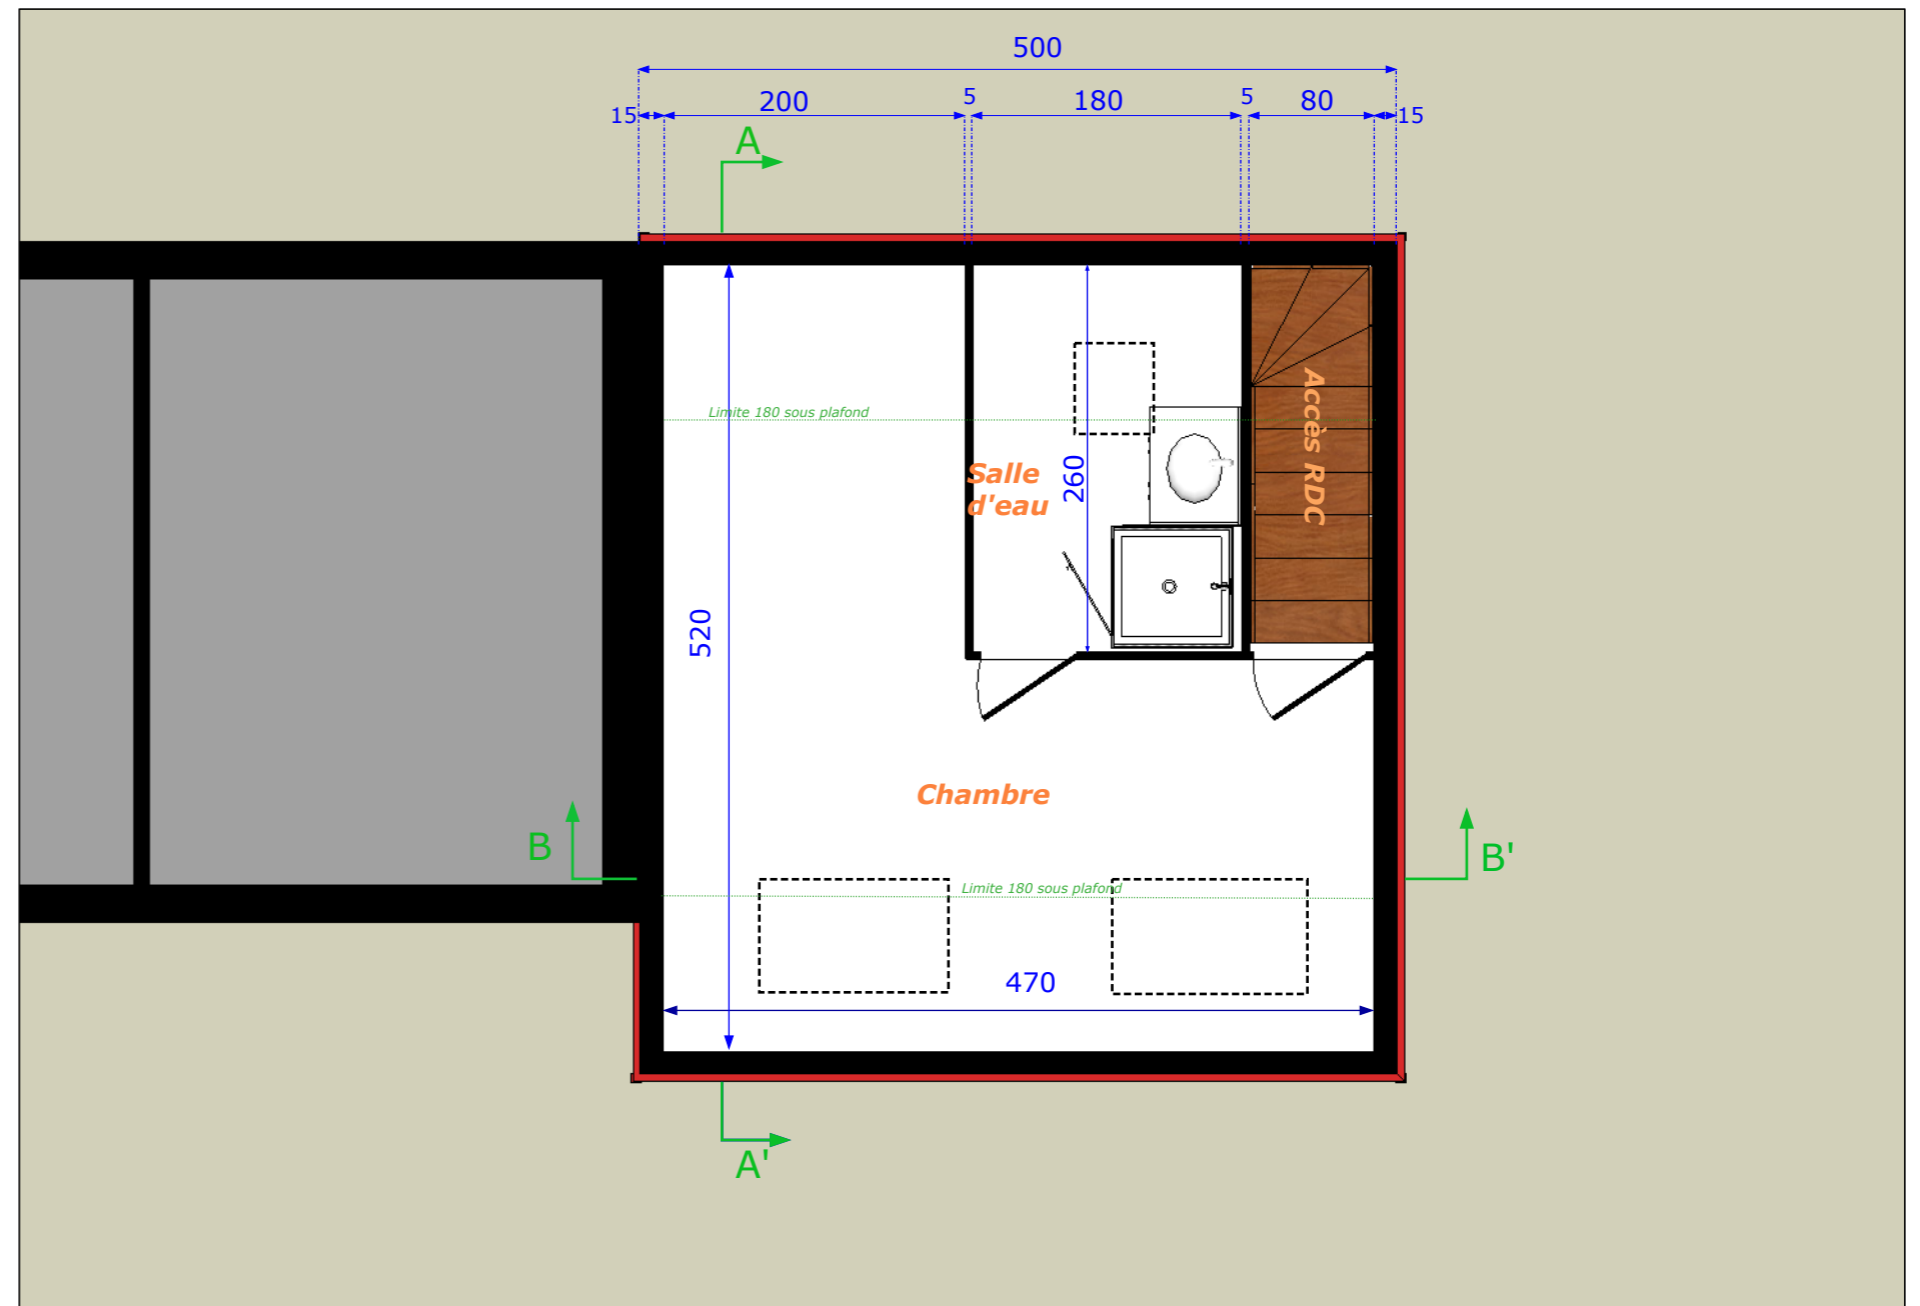 500
15
200
5
180
5
80
15
A
Limite 180 sous plafond
Salle
d'eau
260
Accès RDC
520
Chambre
B
B'
Limite 180 sous plafond
470
A'